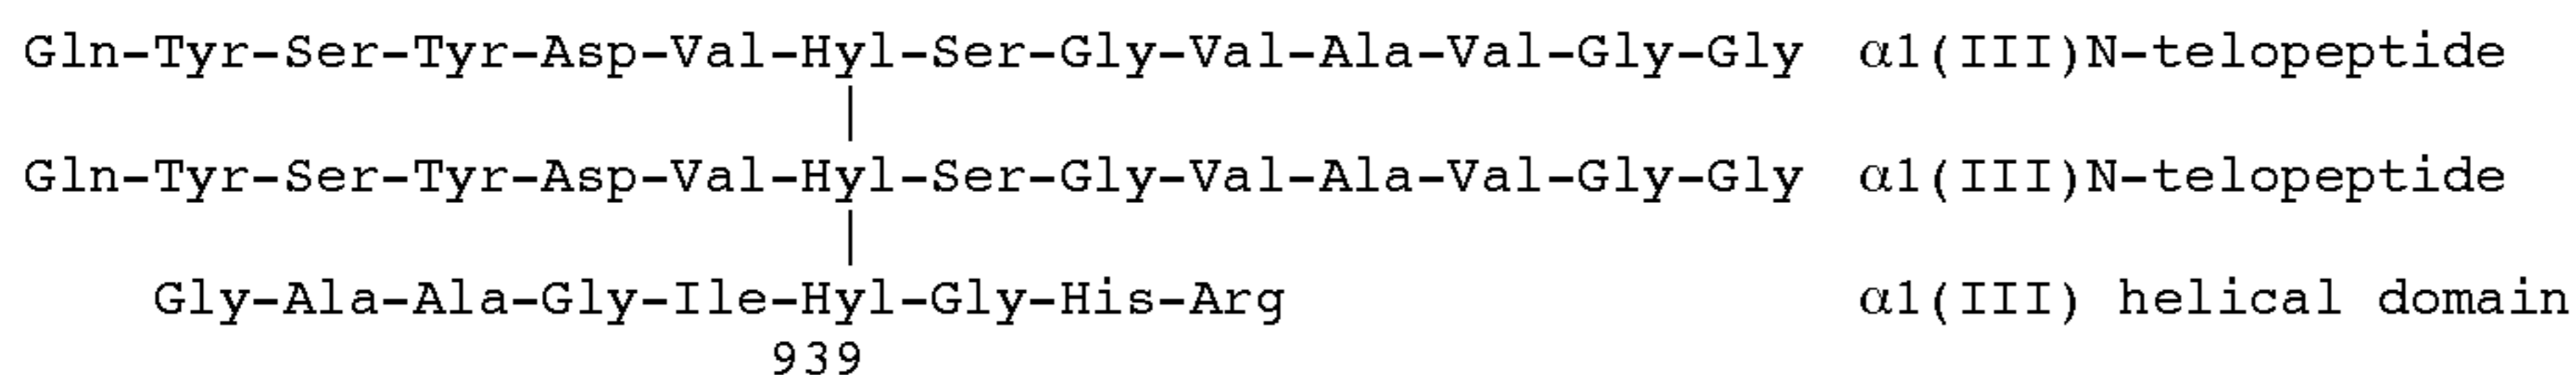 Gln-Tyr-Ser-Tyr-Asp-Val-Hyl-Ser-Gly-Val-Ala-Val-Gly-Gly α1(III)N-telopeptide
|
Gln-Tyr-Ser-Tyr-Asp-Val-Hyl-Ser-Gly-Val-Ala-Val-Gly-Gly α1(III)N-telopeptide
|
Gly-Ala-Ala-Gly-Ile-Hyl-Gly-His-Arg α1(III) helical domain
939